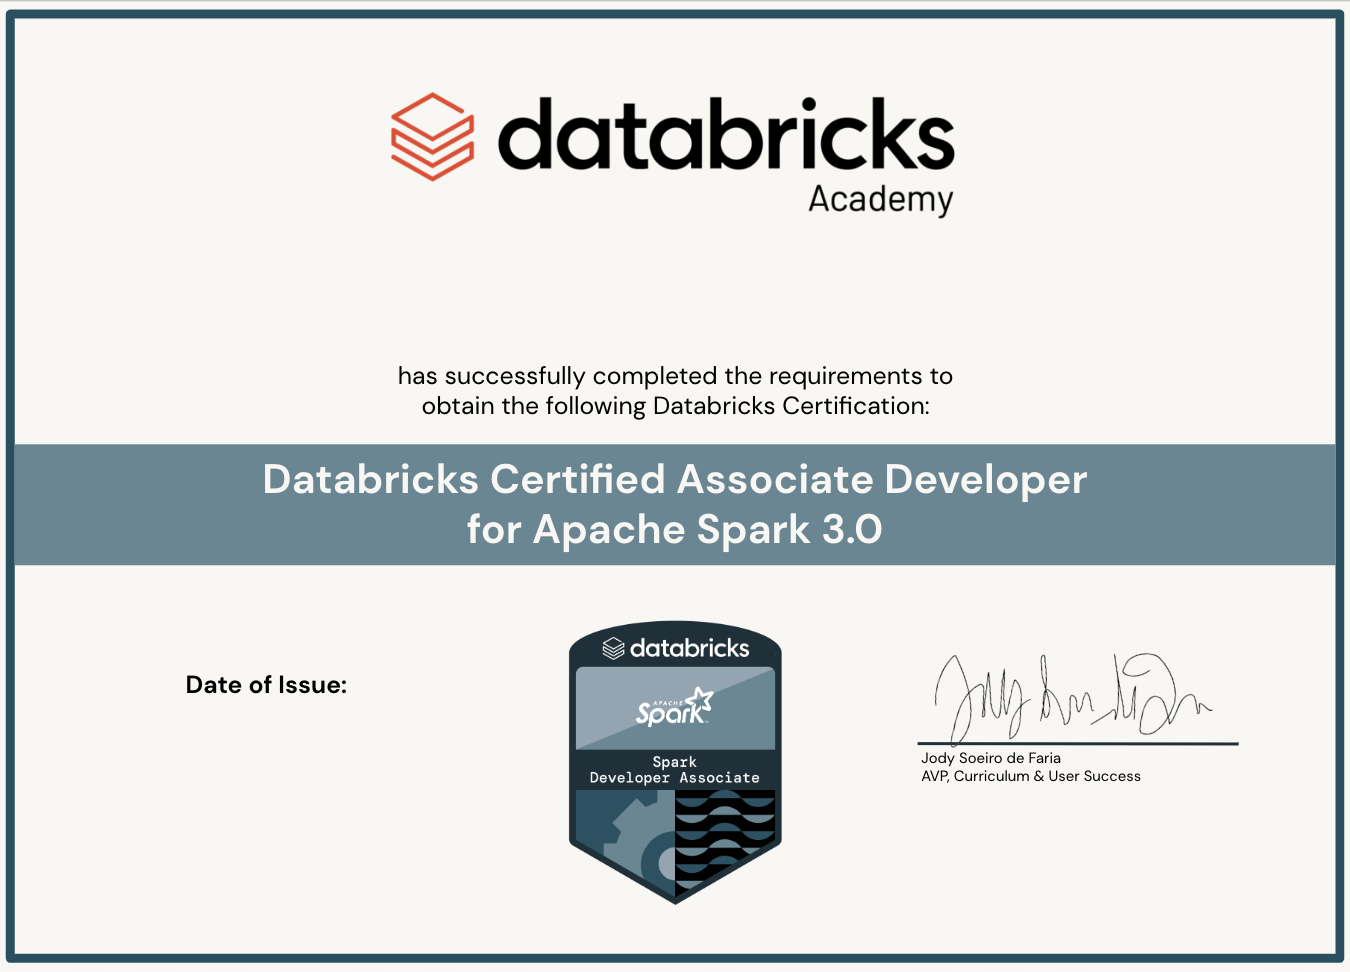 databricks
Academy
has successfully completed the requirements to
obtain the following Databricks Certification:
Databricks Certified Associate Developer
for Apache Spark 3.0
Date of Issue:
databricks
APACHE
Spark™
Spark
Developer Associate
Jody Soeiro de Faria
AVP, Curriculum & User Success